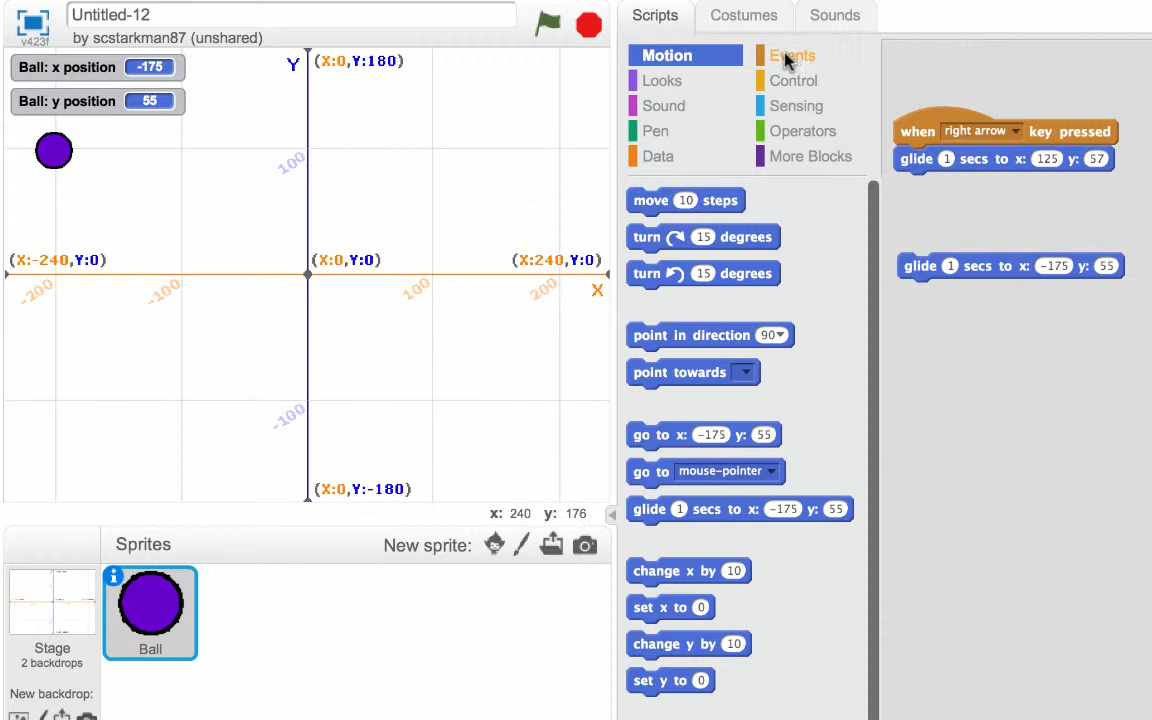 Untitled-12
v423f
by scstarkman87 (unshared)
Ball: x position -175
Ball: y position 55
Y
(X:0,Y:180)
100
(X:-240,Y:0)
(X:0,Y:0)
(X:240,Y:0)
-200
-100
100
200
X
-100
(X:0,Y:-180)
x: 240 y: 176
Sprites
New sprite:
Stage
2 backdrops
New backdrop:
Ball
Scripts
Costumes
Sounds
Motion
Events
Looks
Control
Sound
Sensing
Pen
Operators
Data
More Blocks
move 10 steps
turn 15 degrees
turn 15 degrees
point in direction 90
point towards
go to x: -175 y: 55
go to mouse-pointer
glide 1 secs to x: -175 y: 55
change x by 10
set x to 0
change y by 10
set y to 0
when right arrow key pressed
glide 1 secs to x: 125 y: 57
glide 1 secs to x: -175 y: 55